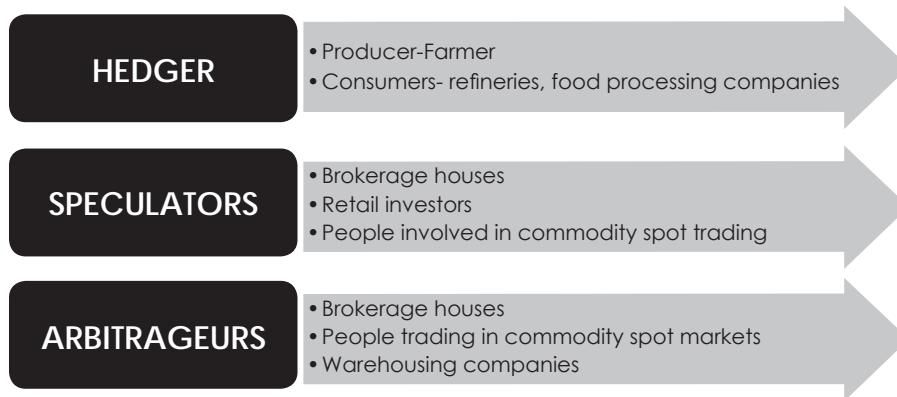 HEDGER
• Producer-Farmer
• Consumers- refineries, food processing companies
SPECULATORS
• Brokerage houses
• Retail investors
• People involved in commodity spot trading
ARBITRAGEURS
• Brokerage houses
• People trading in commodity spot markets
• Warehousing companies